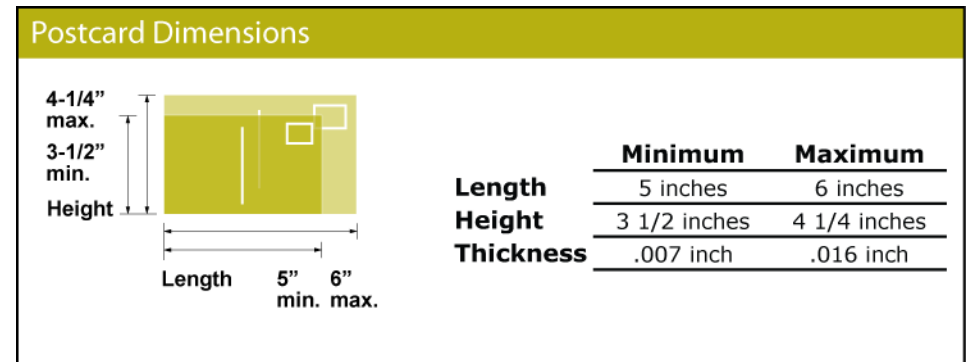 Postcard Dimensions
4-1/4”
max.
3-1/2”
min.
Height
Length 5” 6”
min. max.
Minimum Maximum
Length 5 inches 6 inches
Height 3 1/2 inches 4 1/4 inches
Thickness .007 inch .016 inch